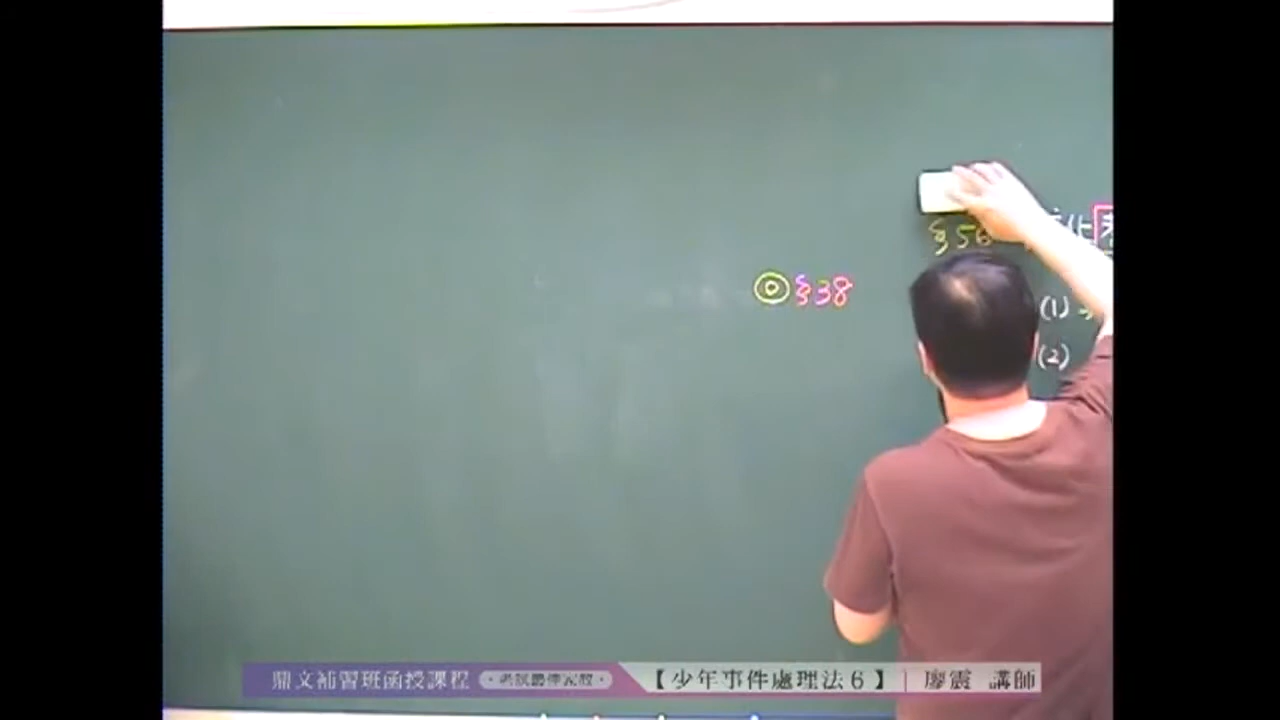 §56
◎§38
(1)
(2)
鼎文補習班函授課程
【少年事件處理法6】 | 廖震 講師